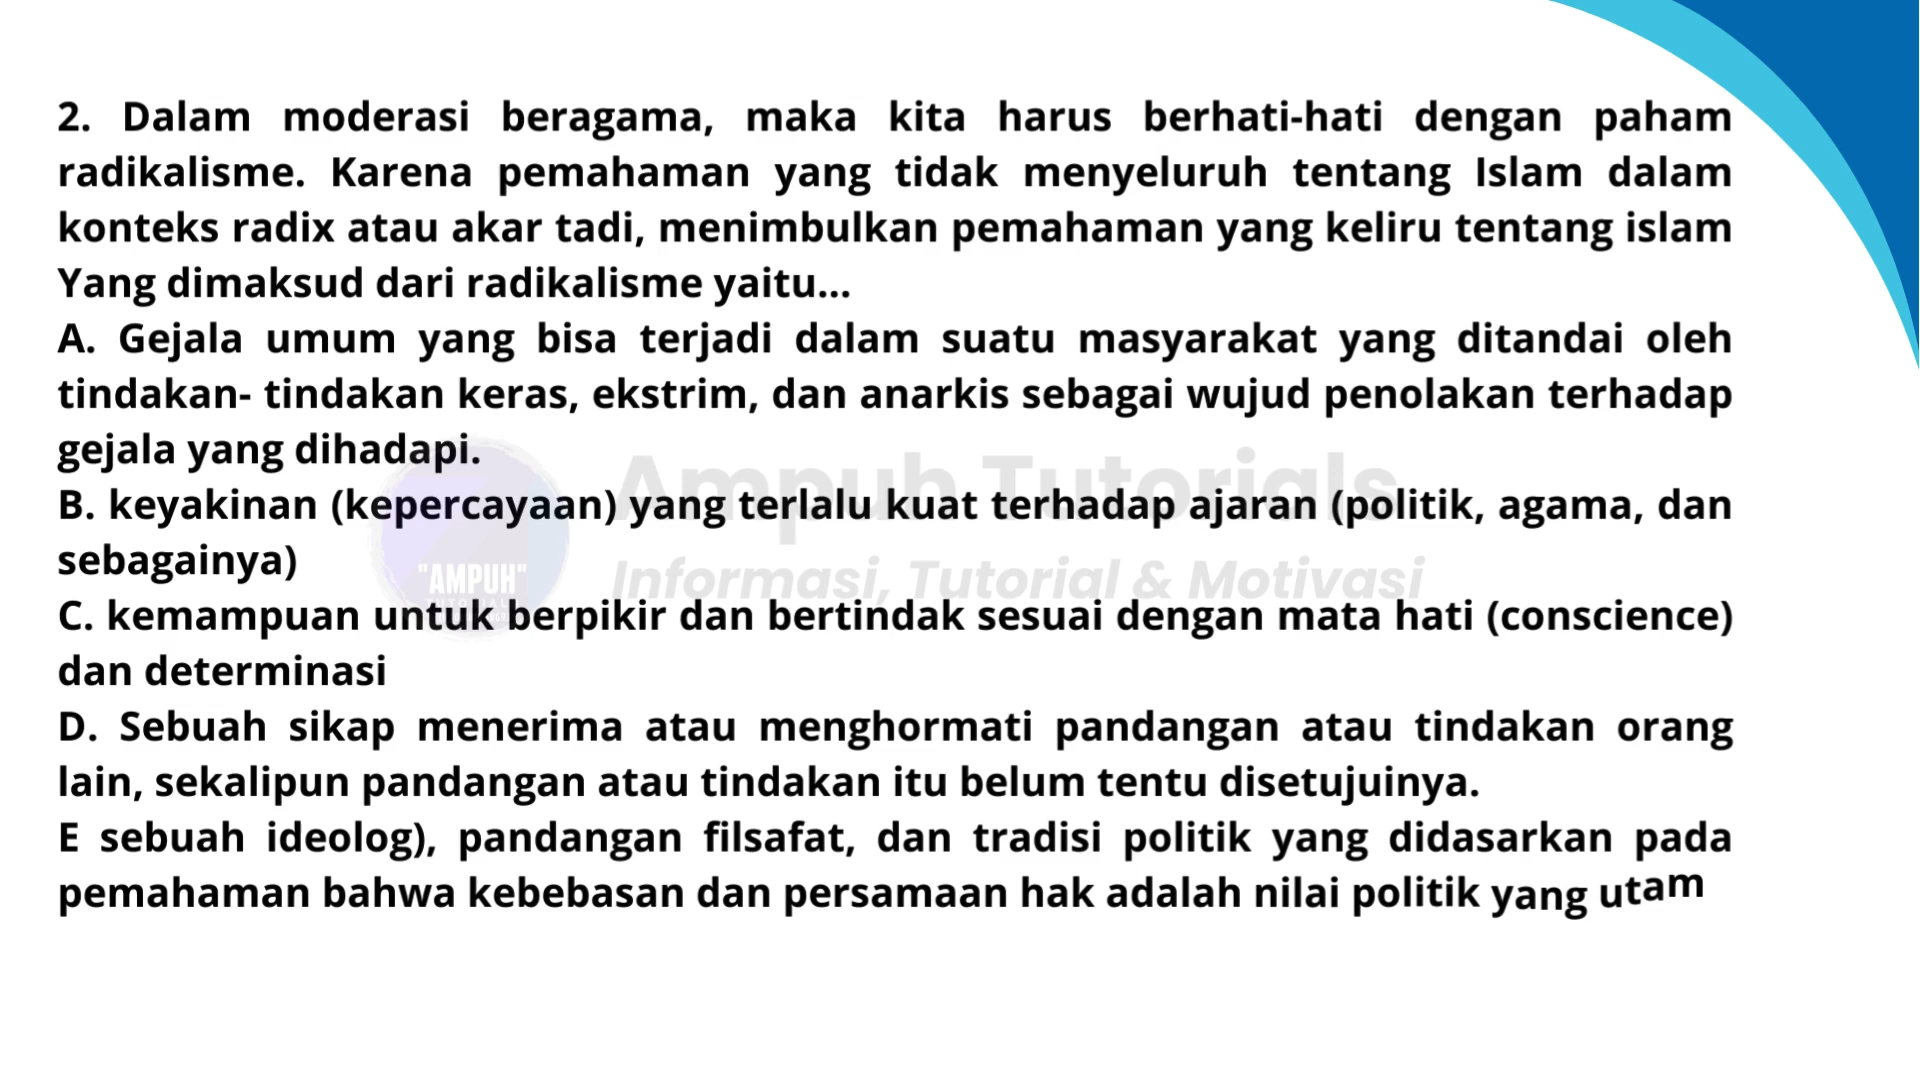 2. Dalam moderasi beragama, maka kita harus berhati-hati dengan paham
radikalisme. Karena pemahaman yang tidak menyeluruh tentang Islam dalam
konteks radix atau akar tadi, menimbulkan pemahaman yang keliru tentang islam
Yang dimaksud dari radikalisme yaitu...
A. Gejala umum yang bisa terjadi dalam suatu masyarakat yang ditandai oleh
tindakan- tindakan keras, ekstrim, dan anarkis sebagai wujud penolakan terhadap
gejala yang dihadapi.
Ampuh Tutorials
B. keyakinan (kepercayaan) yang terlalu kuat terhadap ajaran (politik, agama, dan
sebagainya)
"AMPUH"
Informasi, Tutorial & Motivasi
C. kemampuan untuk berpikir dan bertindak sesuai dengan mata hati (conscience)
dan determinasi
D. Sebuah sikap menerima atau menghormati pandangan atau tindakan orang
lain, sekalipun pandangan atau tindakan itu belum tentu disetujuinya.
E sebuah ideolog), pandangan filsafat, dan tradisi politik yang didasarkan pada
pemahaman bahwa kebebasan dan persamaan hak adalah nilai politik yang utam